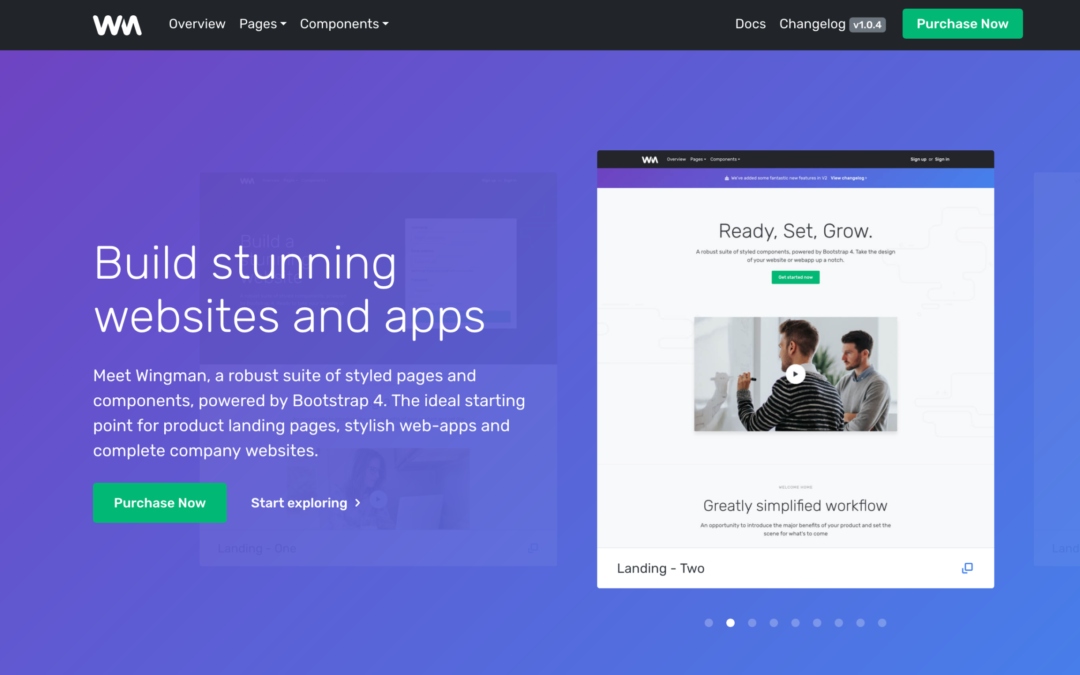 WM
Overview Pages Components
Docs Changelog v1.0.4 Purchase Now
Build stunning
websites and apps
Meet Wingman, a robust suite of styled pages and
components, powered by Bootstrap 4. The ideal starting
point for product landing pages, stylish web-apps and
complete company websites.
Purchase Now Start exploring
Build a
Landing - One
WM Overview Pages Components Sign up or Sign in
We've added some fantastic new features in V2 View changelog
Ready, Set, Grow.
A robust suite of styled components, powered by Bootstrap 4. Take the design
of your website or webapp up a notch.
Get started now
WELCOME HOME
Greatly simplified workflow
An opportunity to introduce the major benefits of your product and set the
scene for what's to come
Landing - Two